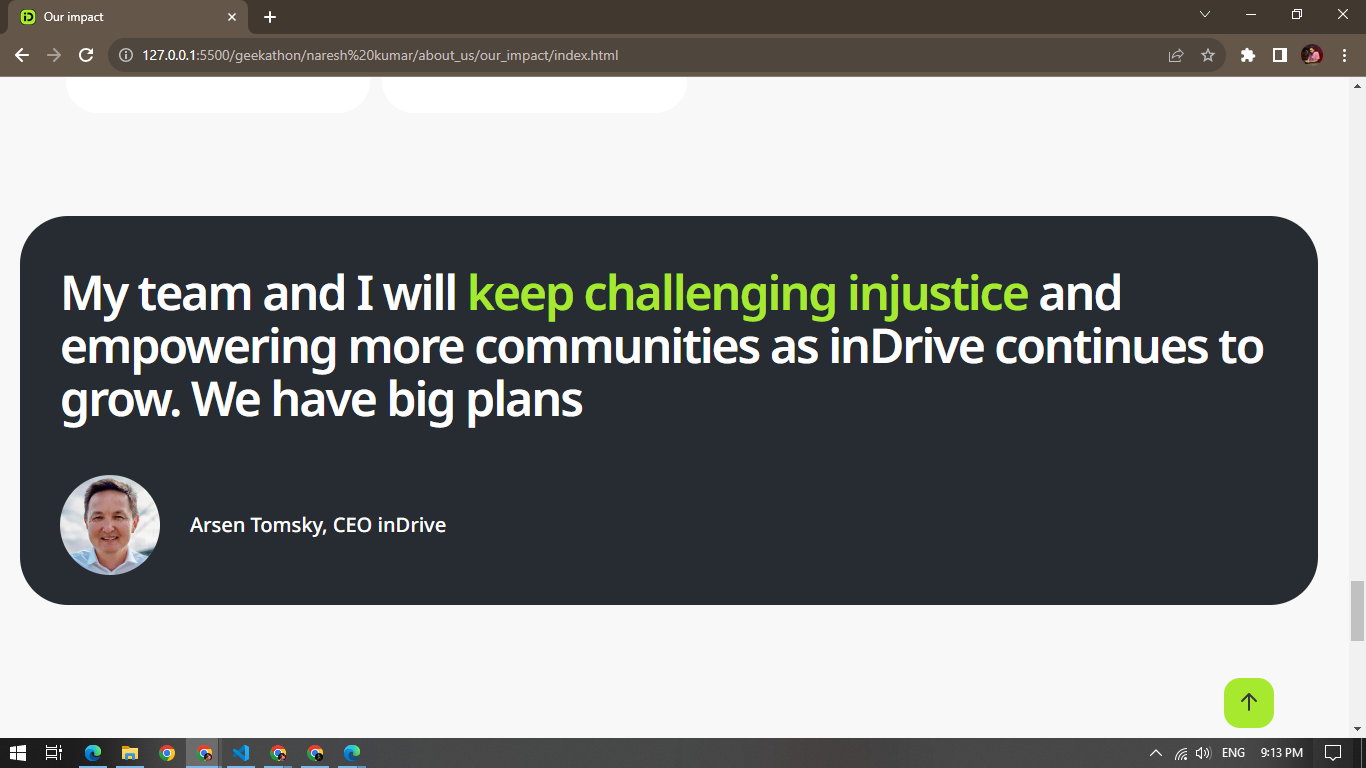 Our impact
127.0.0.1:5500/geekathon/naresh%20kumar/about_us/our_impact/index.html
My team and I will keep challenging injustice and
empowering more communities as inDrive continues to
grow. We have big plans
Arsen Tomsky, CEO inDrive
ENG
9:13 PM